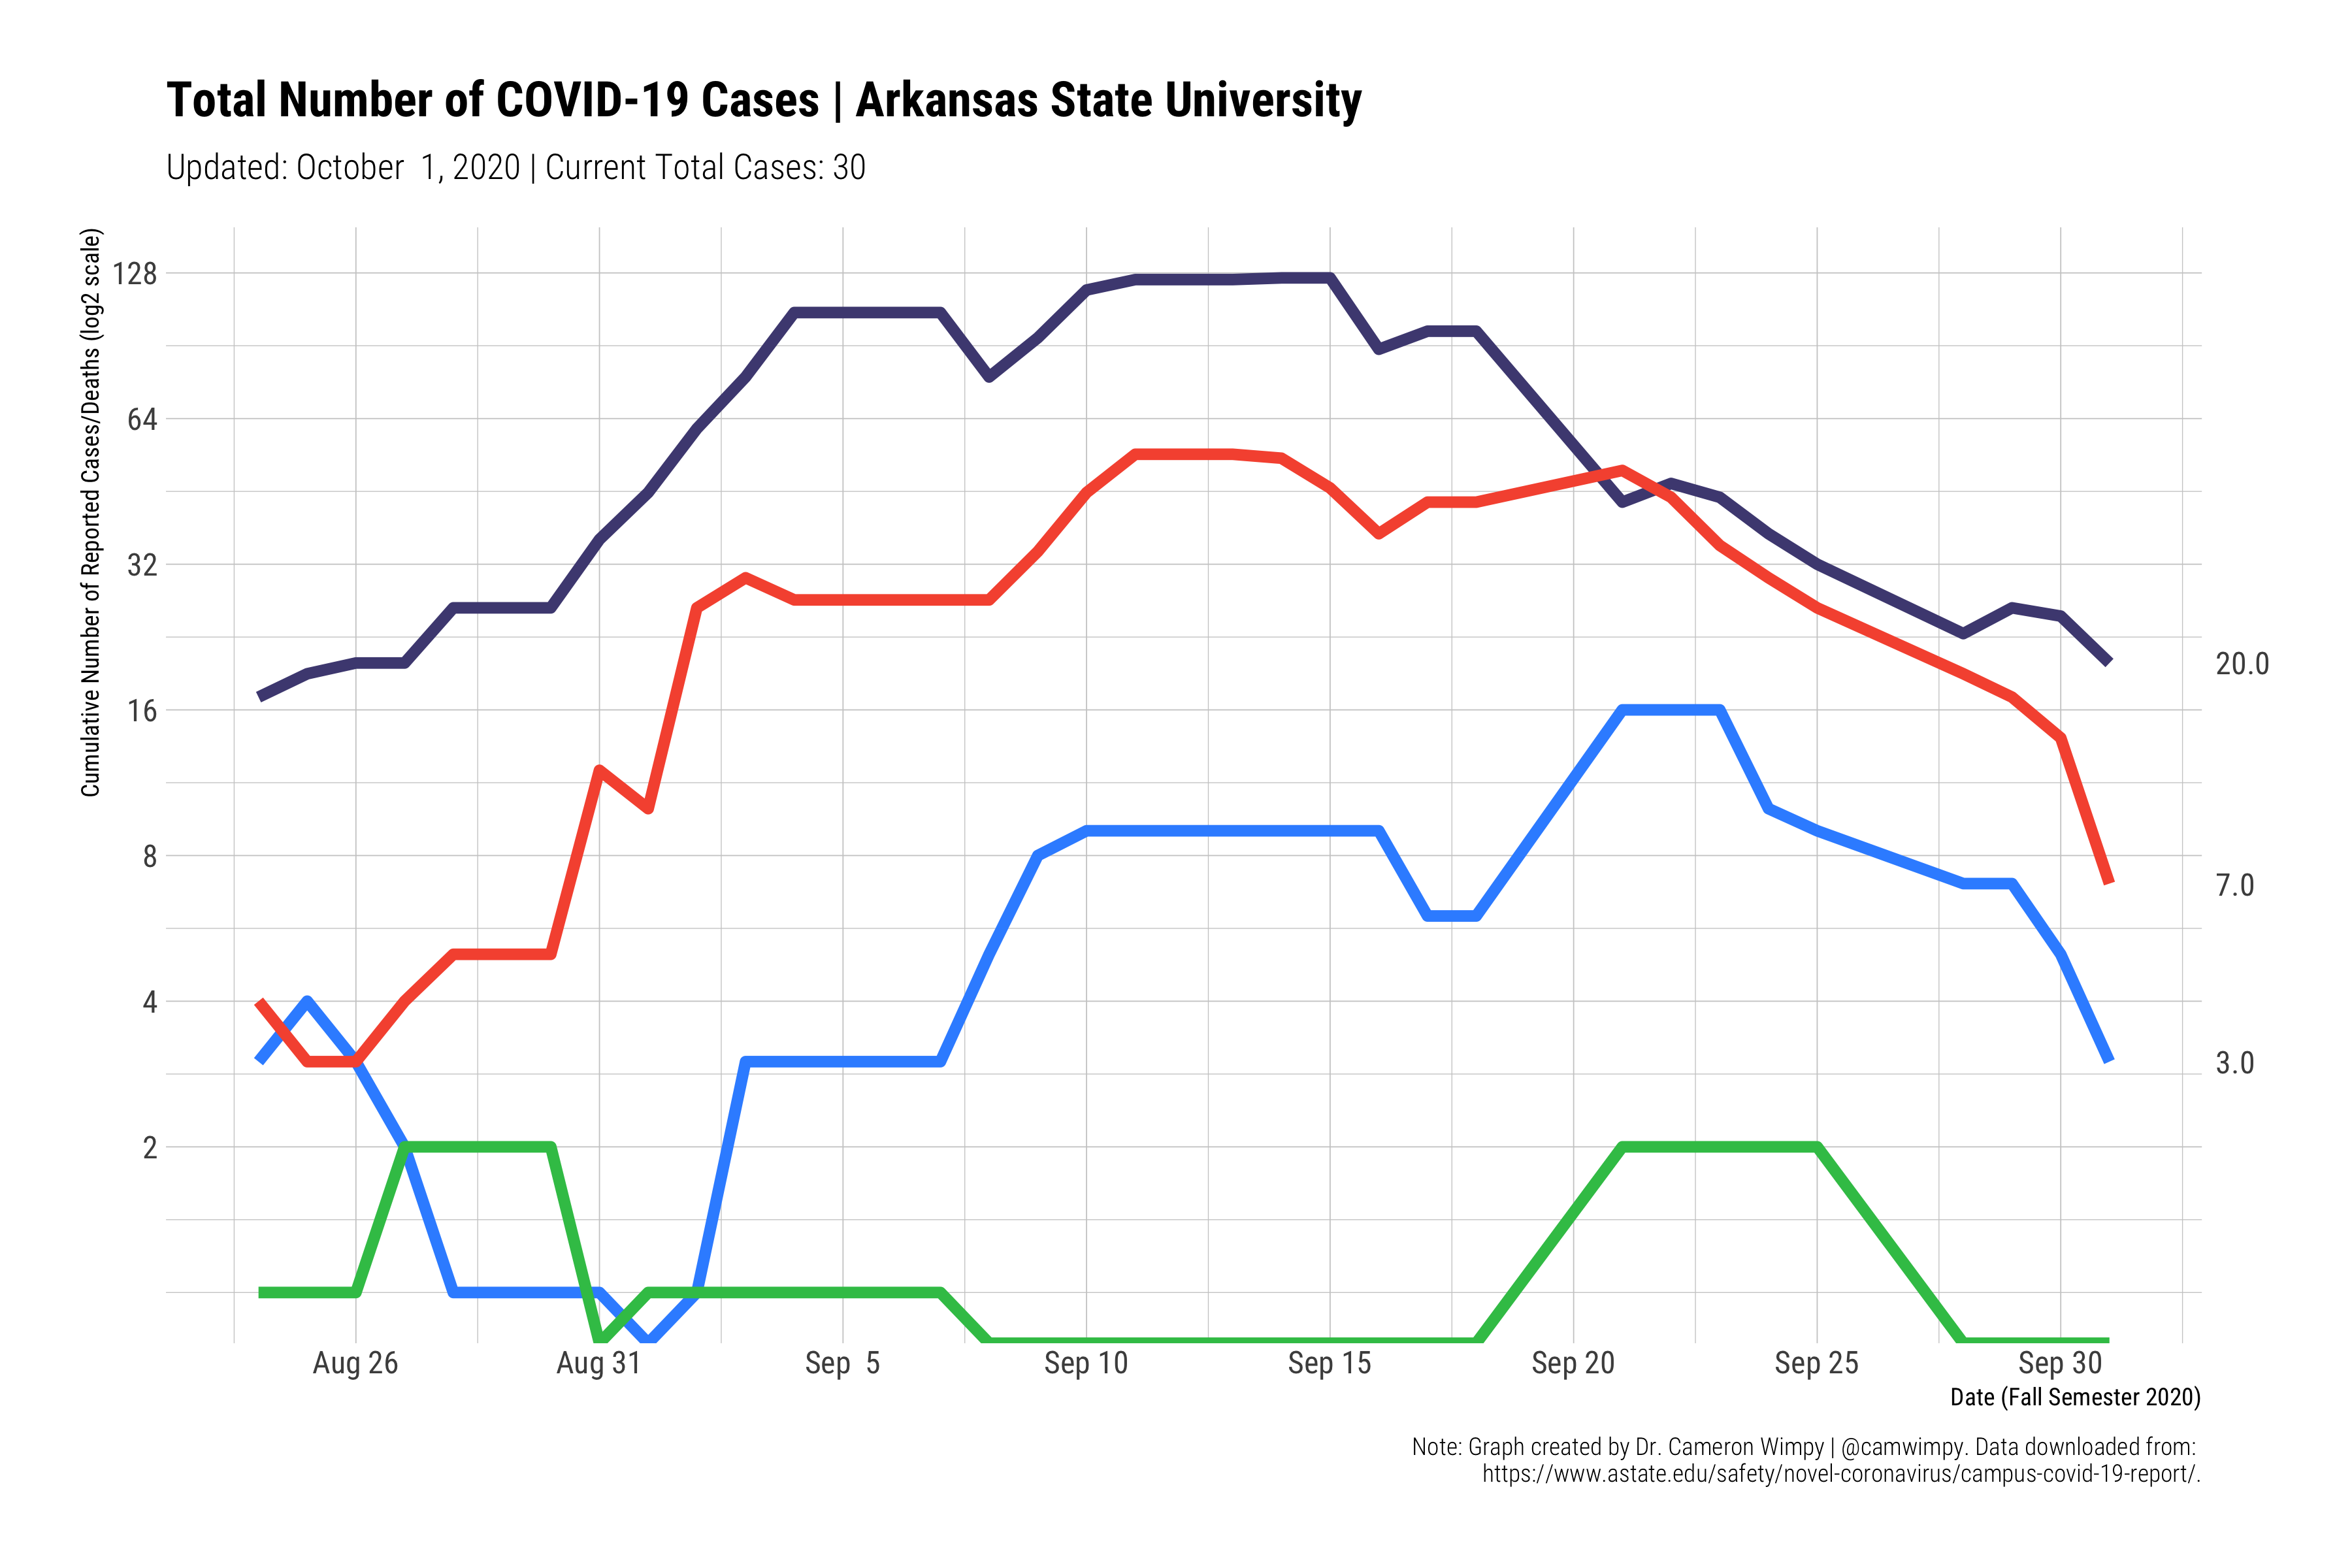 Total Number of COVID-19 Cases | Arkansas State University
Updated: October  1, 2020 | Current Total Cases: 30
Cumulative Number of Reported Cases/Deaths (log2 scale)
128
64
32
16
8
4
2
20.0
7.0
3.0
Aug 26
Aug 31
Sep  5
Sep 10
Sep 15
Sep 20
Sep 25
Sep 30
Date (Fall Semester 2020)
Note: Graph created by Dr. Cameron Wimpy | @camwimpy. Data downloaded from:
https://www.astate.edu/safety/novel-coronavirus/campus-covid-19-report/.